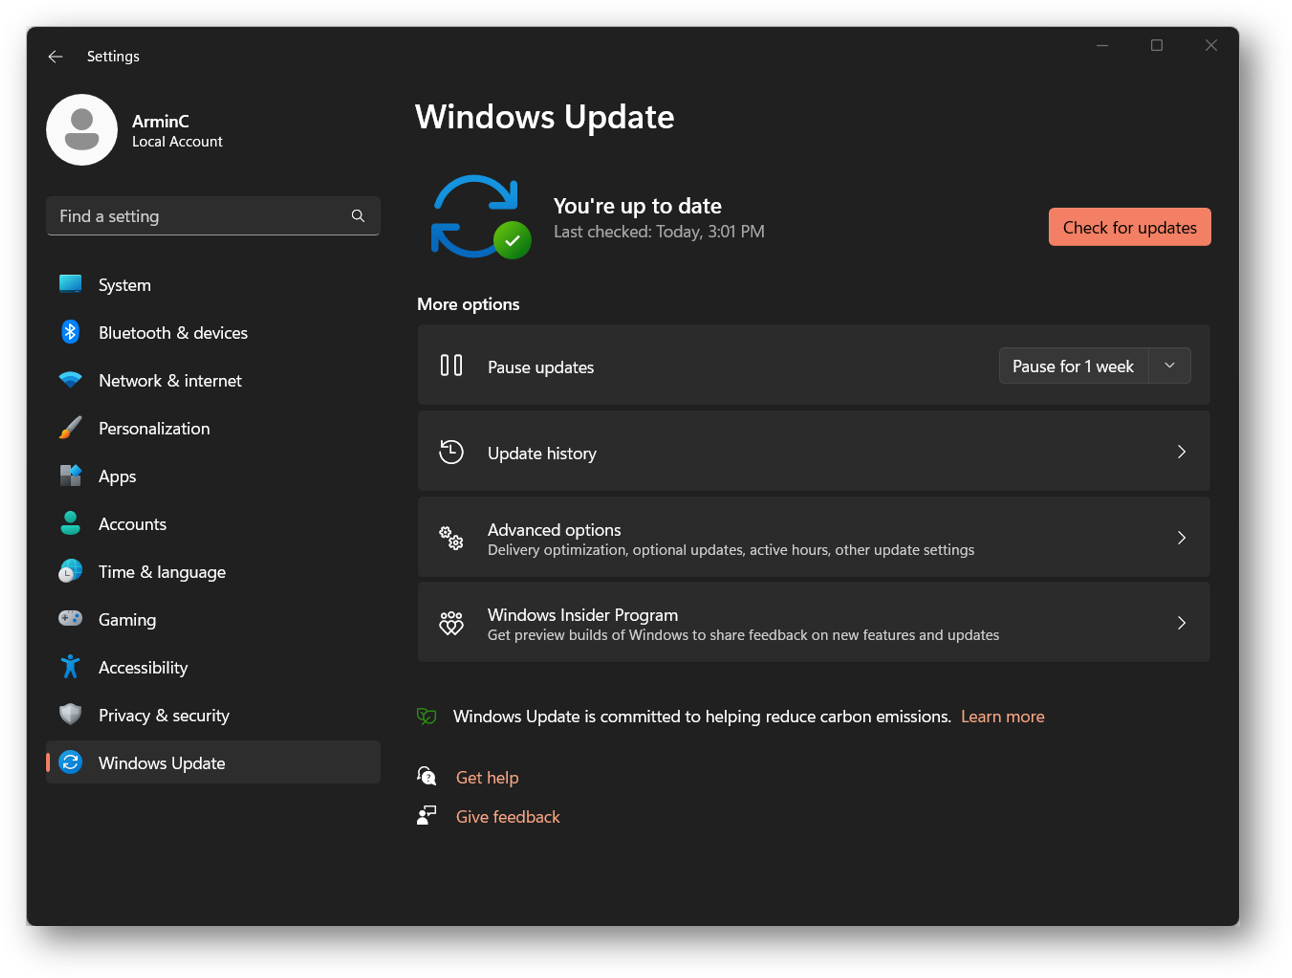 Settings
ArminC
Local Account
Find a setting
System
Bluetooth & devices
Network & internet
Personalization
Apps
Accounts
Time & language
Gaming
Accessibility
Privacy & security
Windows Update
Windows Update
You're up to date
Last checked: Today, 3:01 PM
Check for updates
More options
Pause updates
Pause for 1 week
Update history
Advanced options
Delivery optimization, optional updates, active hours, other update settings
Windows Insider Program
Get preview builds of Windows to share feedback on new features and updates
Windows Update is committed to helping reduce carbon emissions. Learn more
Get help
Give feedback